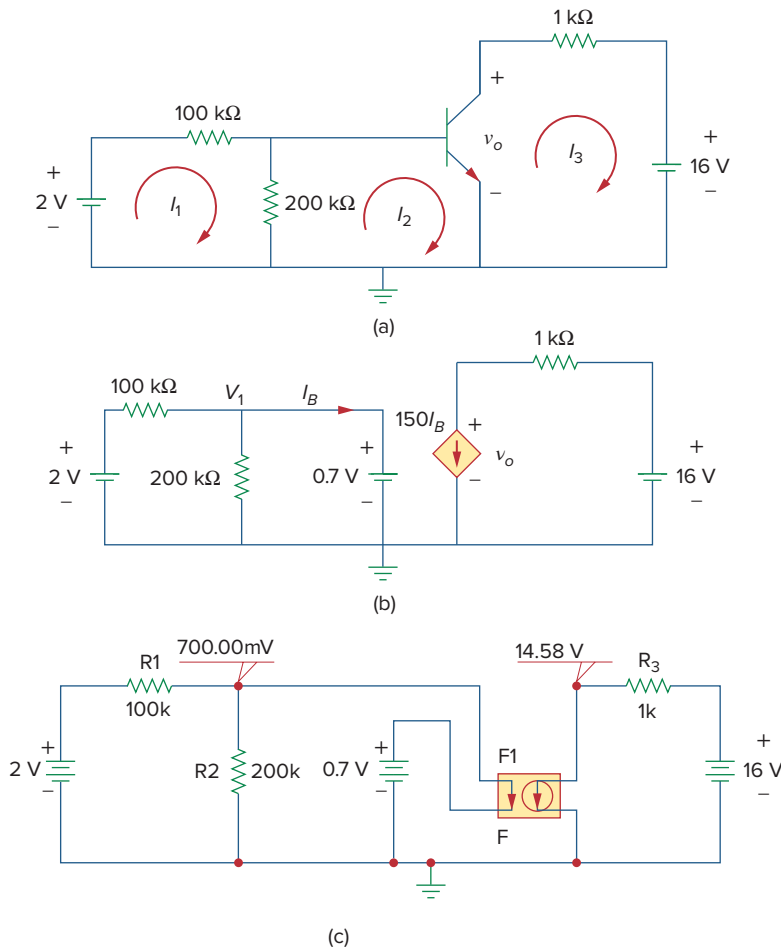 1 kΩ
+
100 kΩ
vo
I3
+
16 V
−
+
2 V
−
I1
200 kΩ
I2
−
(a)
1 kΩ
100 kΩ
V1
IB
150IB
+
+
2 V
−
200 kΩ
+
0.7 V
−
vo
−
+
16 V
−
(b)
700.00mV
14.58 V
R1
100k
R3
1k
+
2 V
−
R2
200k
+
0.7 V
−
F1
F
+
16 V
−
(c)